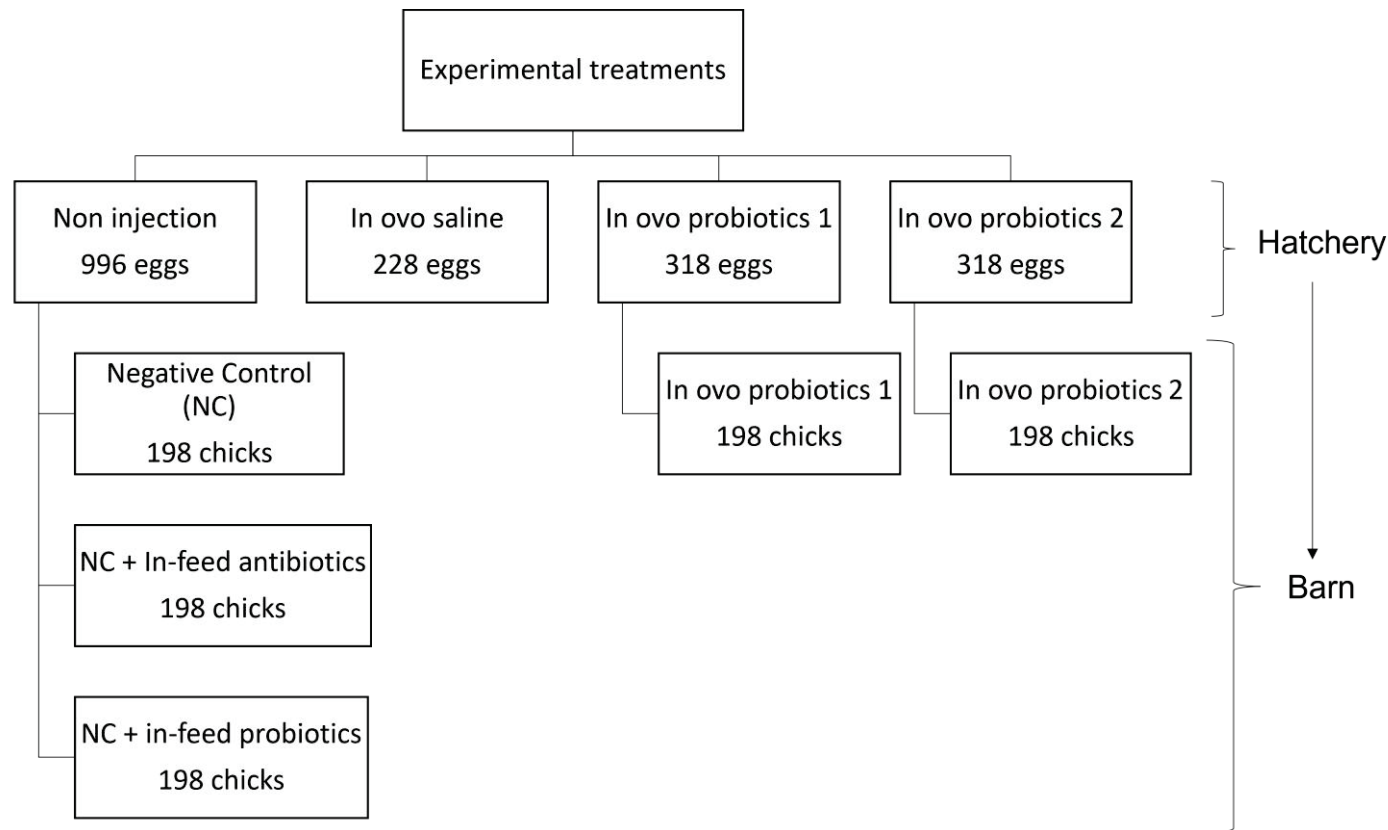 Experimental treatments
Non injection
996 eggs
In ovo saline
228 eggs
In ovo probiotics 1
318 eggs
In ovo probiotics 2
318 eggs
Hatchery
Negative Control
(NC)
198 chicks
In ovo probiotics 1
198 chicks
In ovo probiotics 2
198 chicks
NC + In-feed antibiotics
198 chicks
Barn
NC + in-feed probiotics
198 chicks